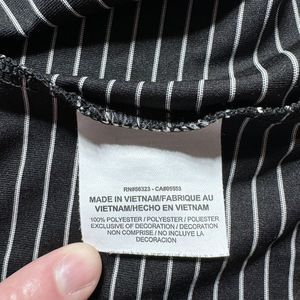 RN#56323 - CA#05553
MADE IN VIETNAM/FABRIQUE AU
VIETNAM/HECHO EN VIETNAM
100% POLYESTER / POLYESTER / POLIESTER
EXCLUSIVE OF DECORATION / DECORATION
NON COMPRISE / NO INCLUYE LA
DECORACION